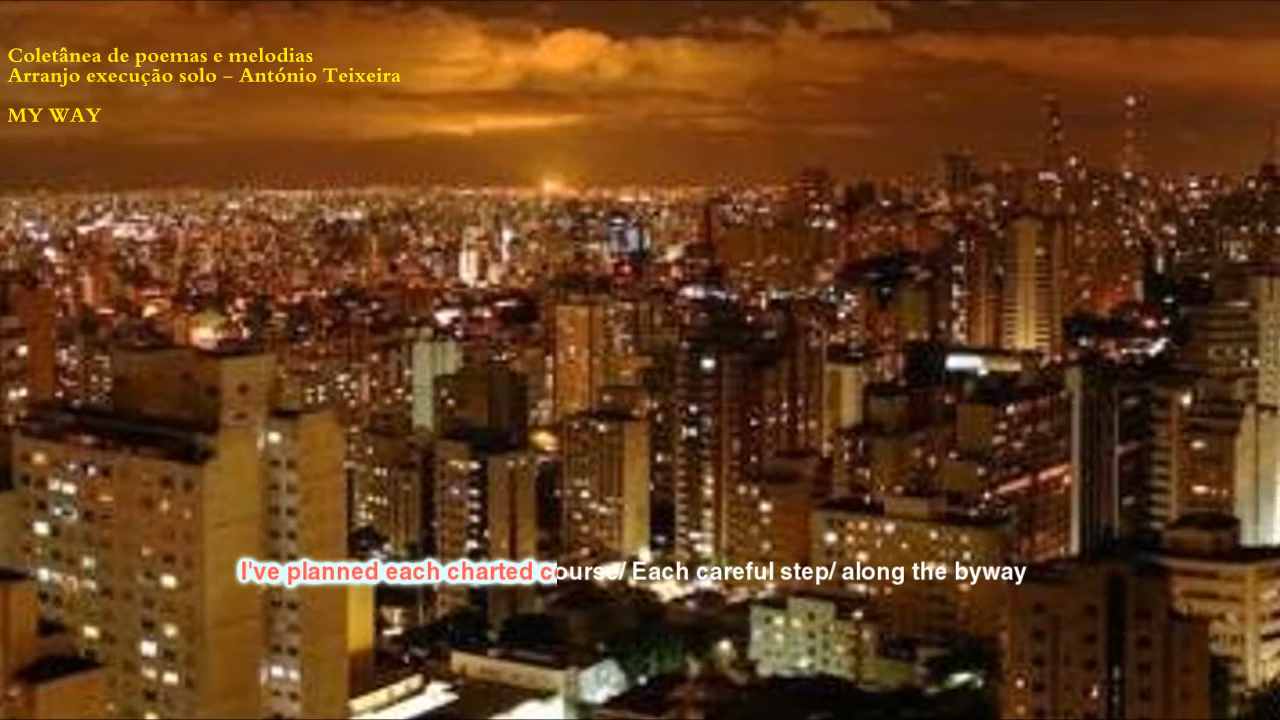 Coletânea de poemas e melodias
Arranjo execução solo – António Teixeira
MY WAY
I've planned each charted course/ Each careful step/ along the byway